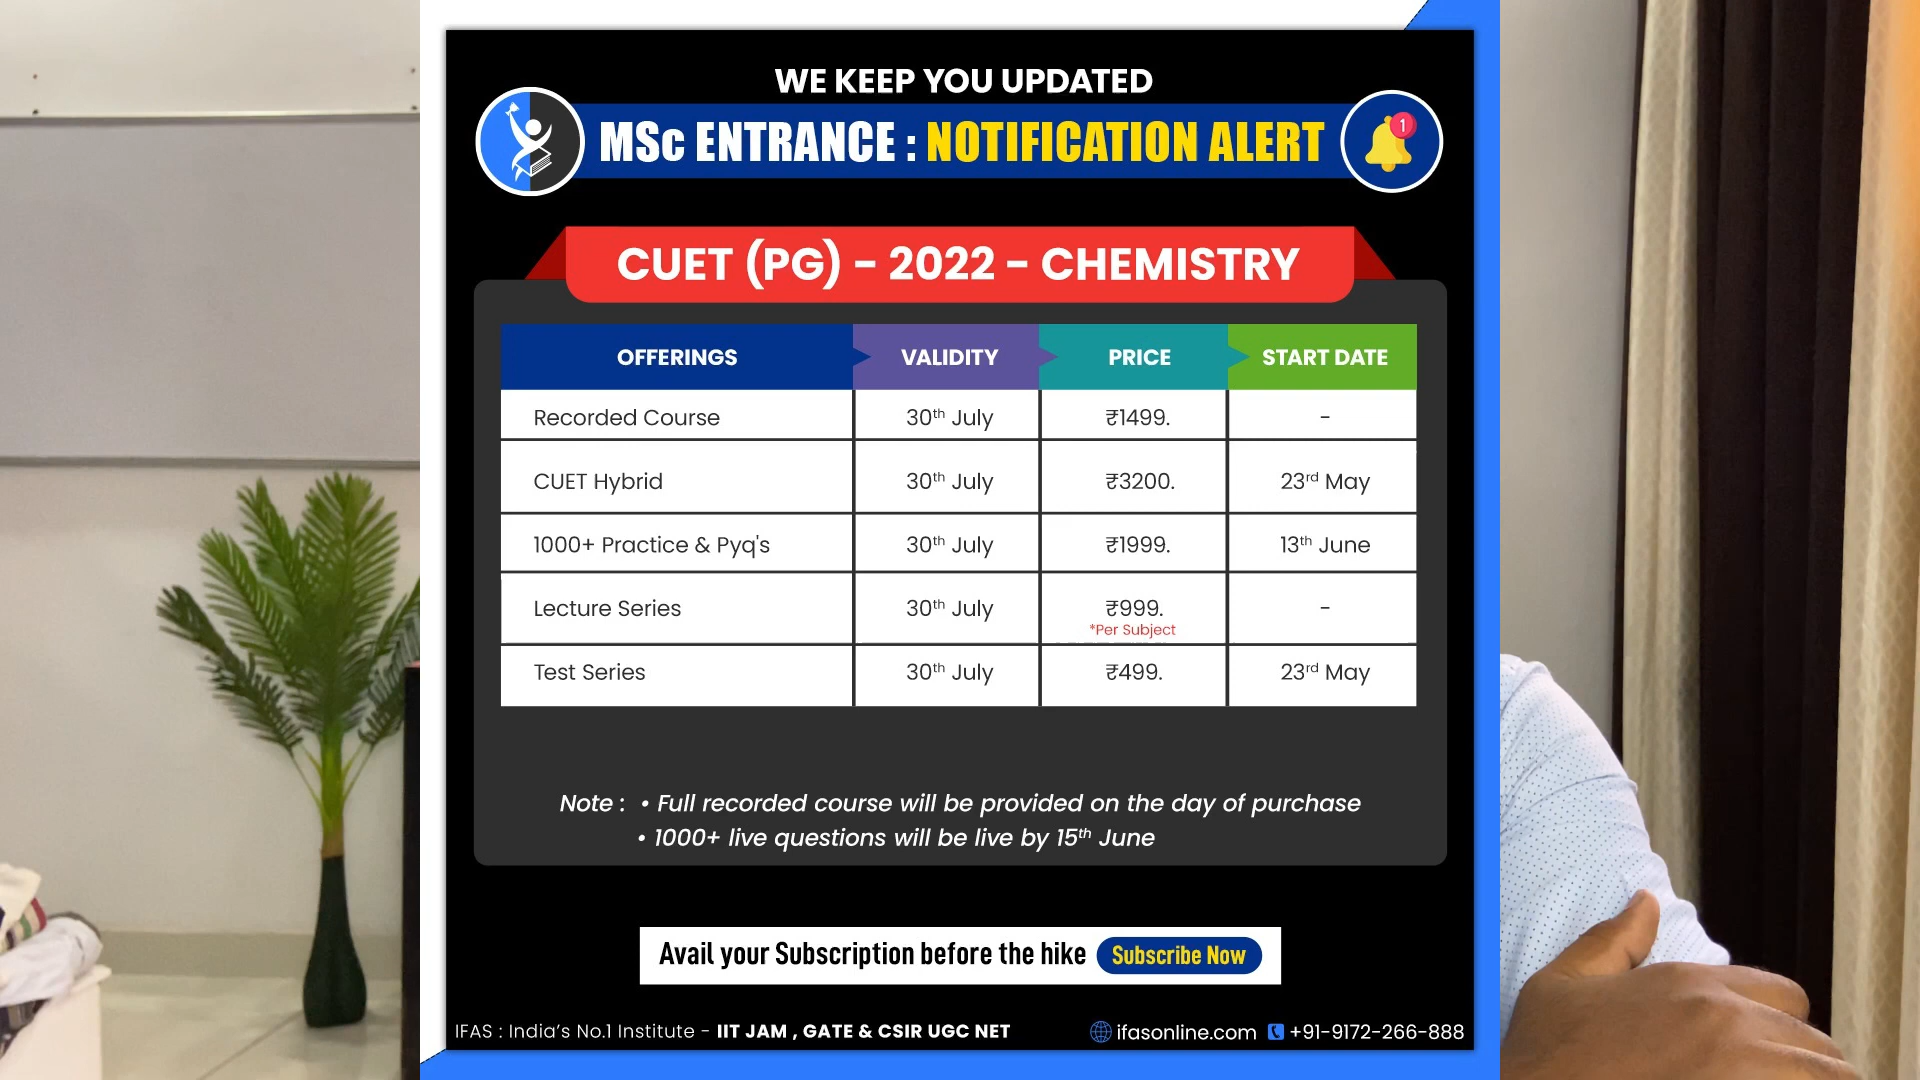 WE KEEP YOU UPDATED
MSc ENTRANCE : NOTIFICATION ALERT
1
CUET (PG) - 2022 - CHEMISTRY
OFFERINGS VALIDITY PRICE START DATE
Recorded Course 30th July ₹1499. -
CUET Hybrid 30th July ₹3200. 23rd May
1000+ Practice & Pyq's 30th July ₹1999. 13th June
Lecture Series 30th July ₹999. -
*Per Subject
Test Series 30th July ₹499. 23rd May
Note : • Full recorded course will be provided on the day of purchase
• 1000+ live questions will be live by 15th June
Avail your Subscription before the hike Subscribe Now
IFAS : India's No.1 Institute - IIT JAM , GATE & CSIR UGC NET ifasonline.com +91-9172-266-888